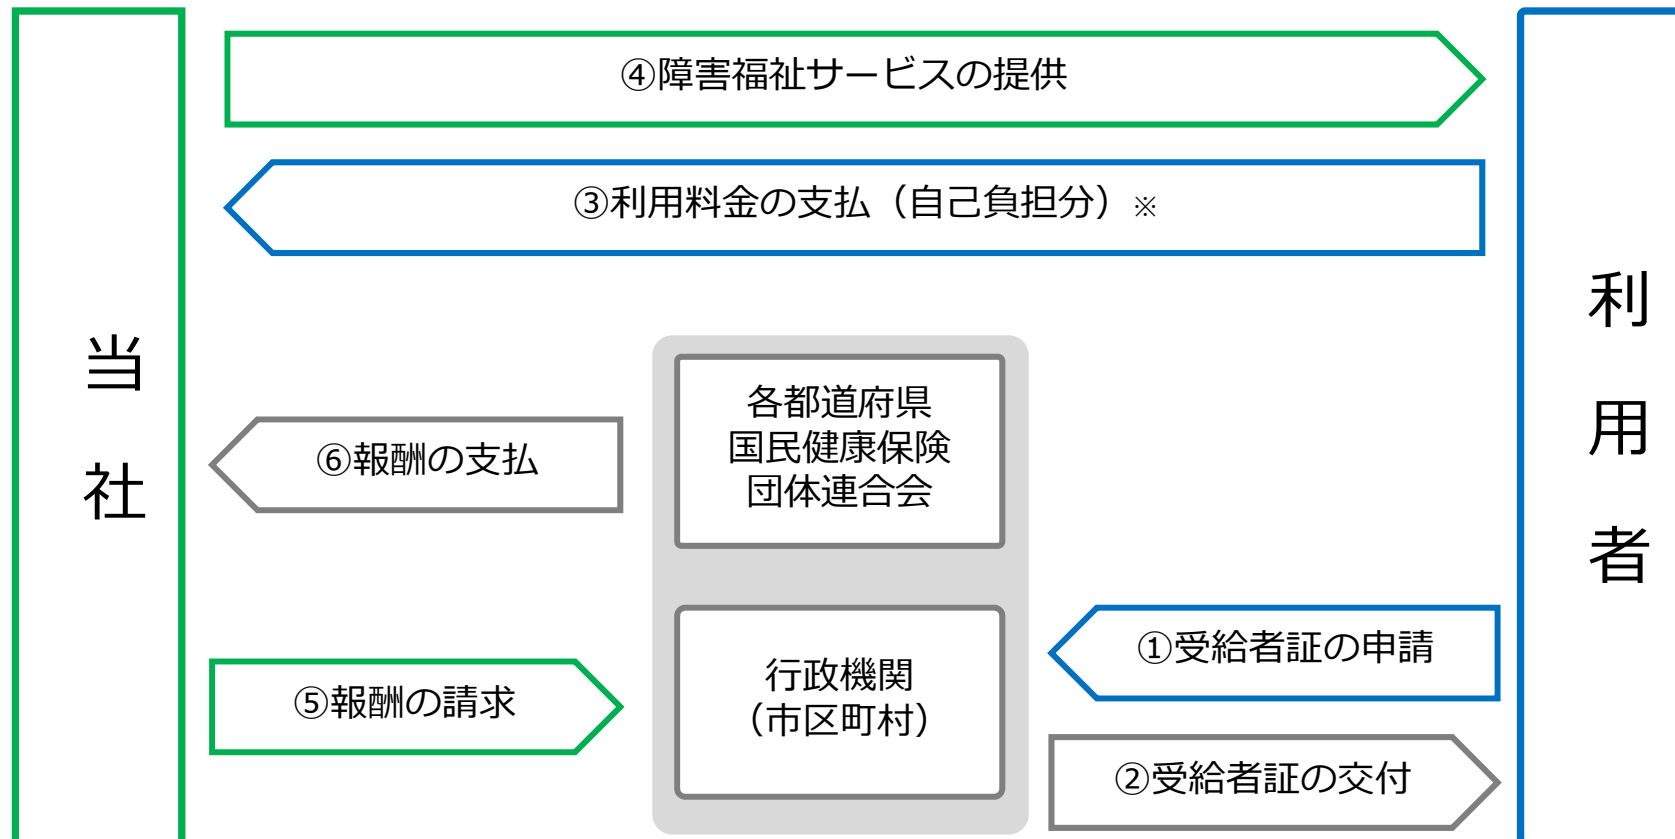 ④障害福祉サービスの提供
③利用料金の支払（自己負担分）※
当社
利用者
各都道府県
国民健康保険
団体連合会
⑥報酬の支払
①受給者証の申請
行政機関
（市区町村）
⑤報酬の請求
②受給者証の交付